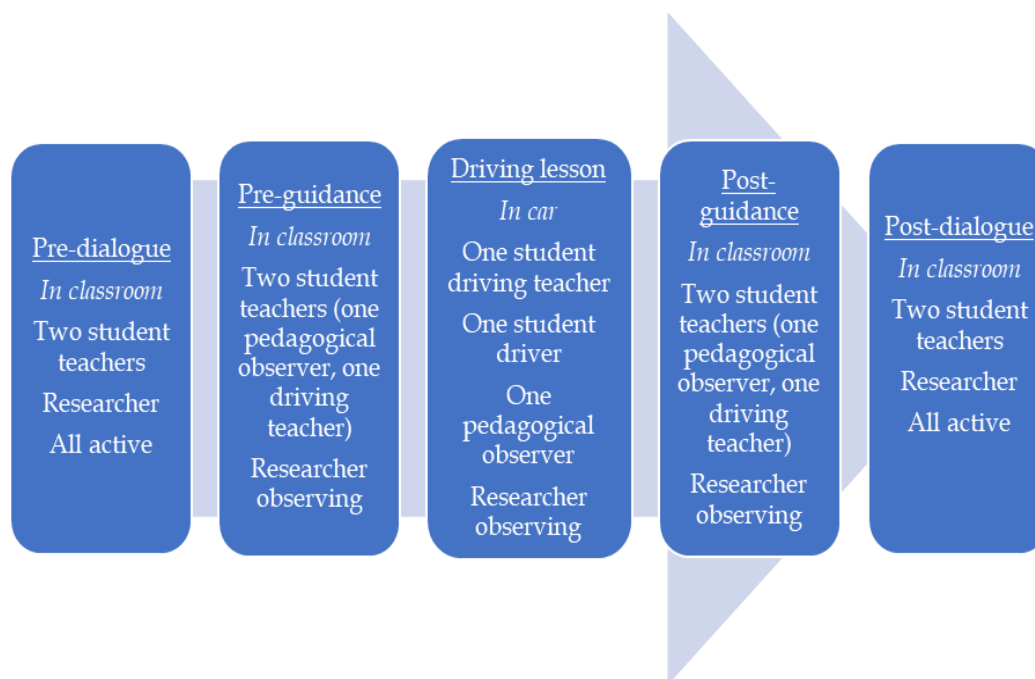 Pre-dialogue
In classroom
Two student
teachers
Researcher
All active
Pre-guidance
In classroom
Two student
teachers (one
pedagogical
observer, one
driving
teacher)
Researcher
observing
Driving lesson
In car
One student
driving teacher
One student
driver
One
pedagogical
observer
Researcher
observing
Post-
guidance
In classroom
Two student
teachers (one
pedagogical
observer, one
driving
teacher)
Researcher
observing
Post-dialogue
In classroom
Two student
teachers
Researcher
All active